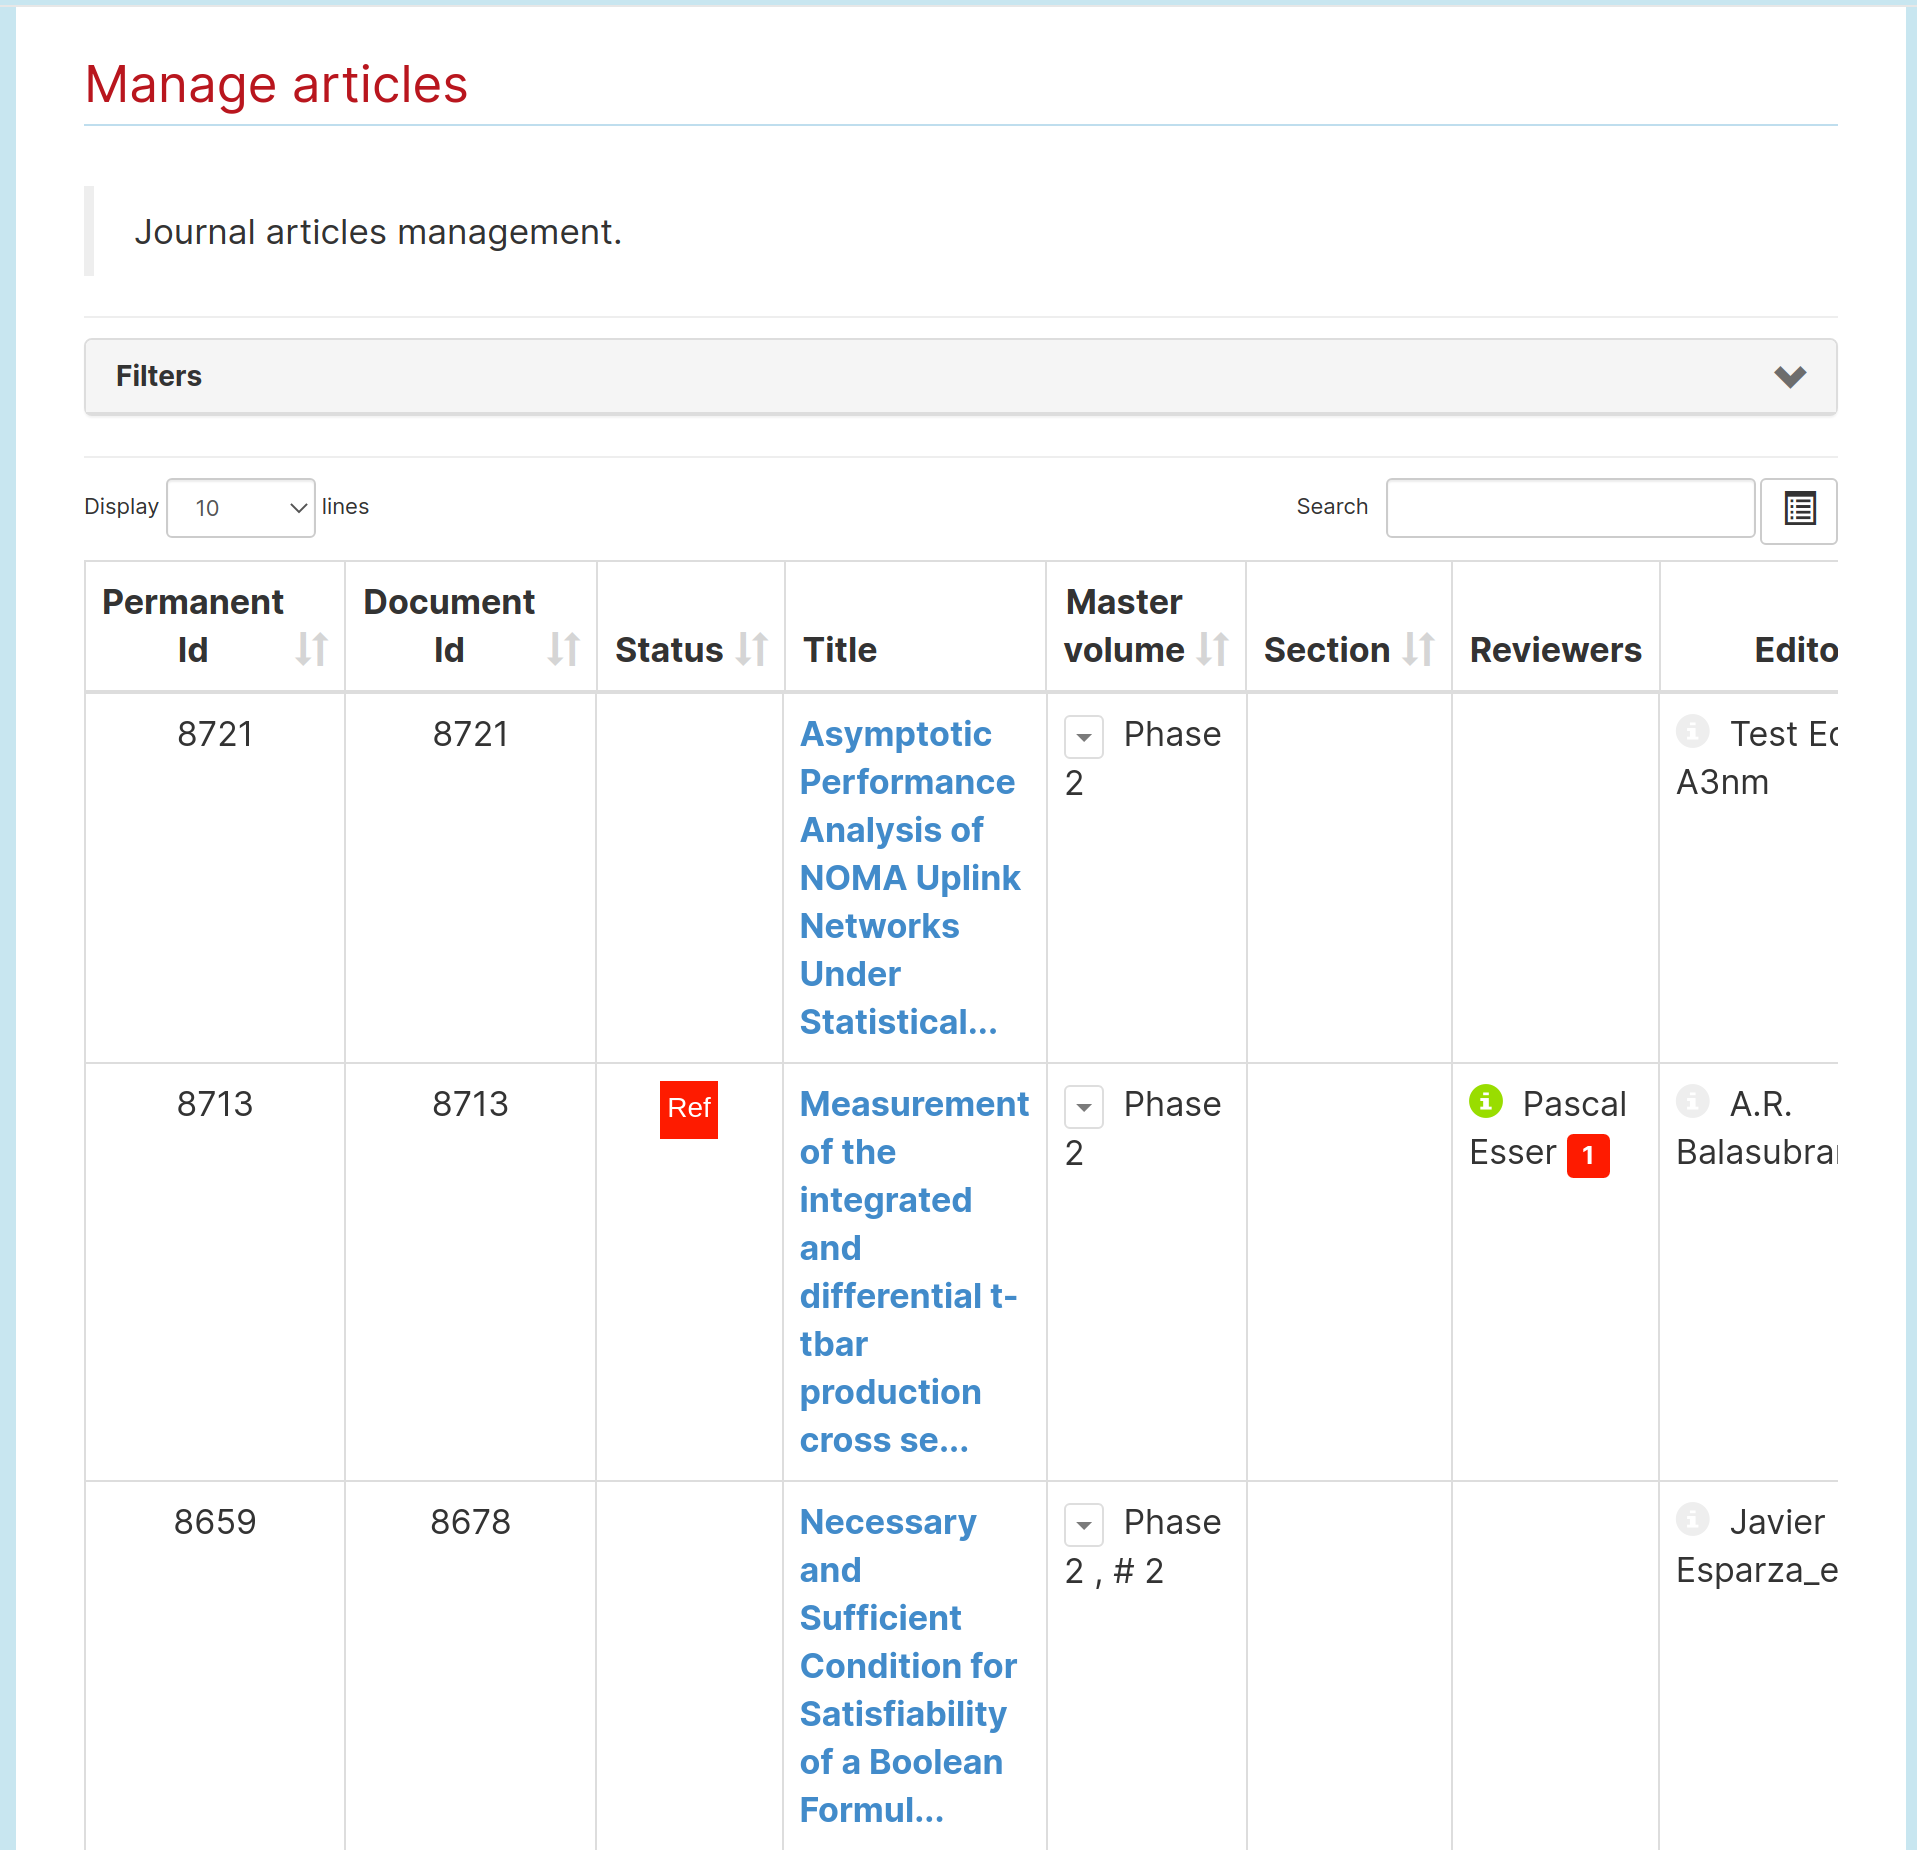 Manage articles
Journal articles management.
Filters
Display 10 lines
Search
Permanent Id
Document Id
Status
Title
Master volume
Section
Reviewers
Edito
8721
8721
Asymptotic
Performance
Analysis of
NOMA Uplink
Networks
Under
Statistical...
Phase
2
Test Ed
A3nm
8713
8713
Ref
Measurement
of the
integrated
and
differential t-
tbar
production
cross se...
Phase
2
Pascal
Esser 1
A.R.
Balasubra
8659
8678
Necessary
and
Sufficient
Condition for
Satisfiability
of a Boolean
Formul...
Phase
2 , # 2
Javier
Esparza_e